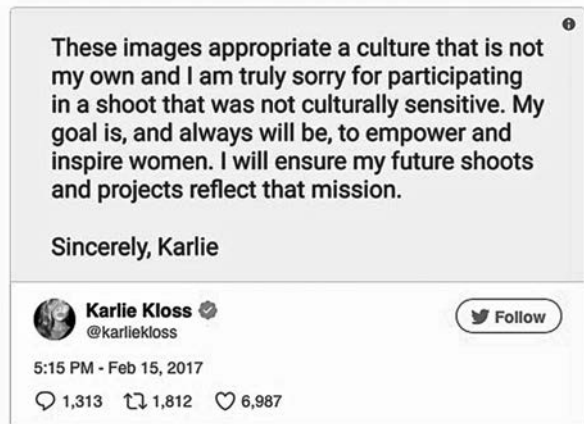 These images appropriate a culture that is not
my own and I am truly sorry for participating
in a shoot that was not culturally sensitive. My
goal is, and always will be, to empower and
inspire women. I will ensure my future shoots
and projects reflect that mission.
Sincerely, Karlie
Karlie Kloss
@karliekloss
Follow
5:15 PM - Feb 15, 2017
1,313 1,812 6,987